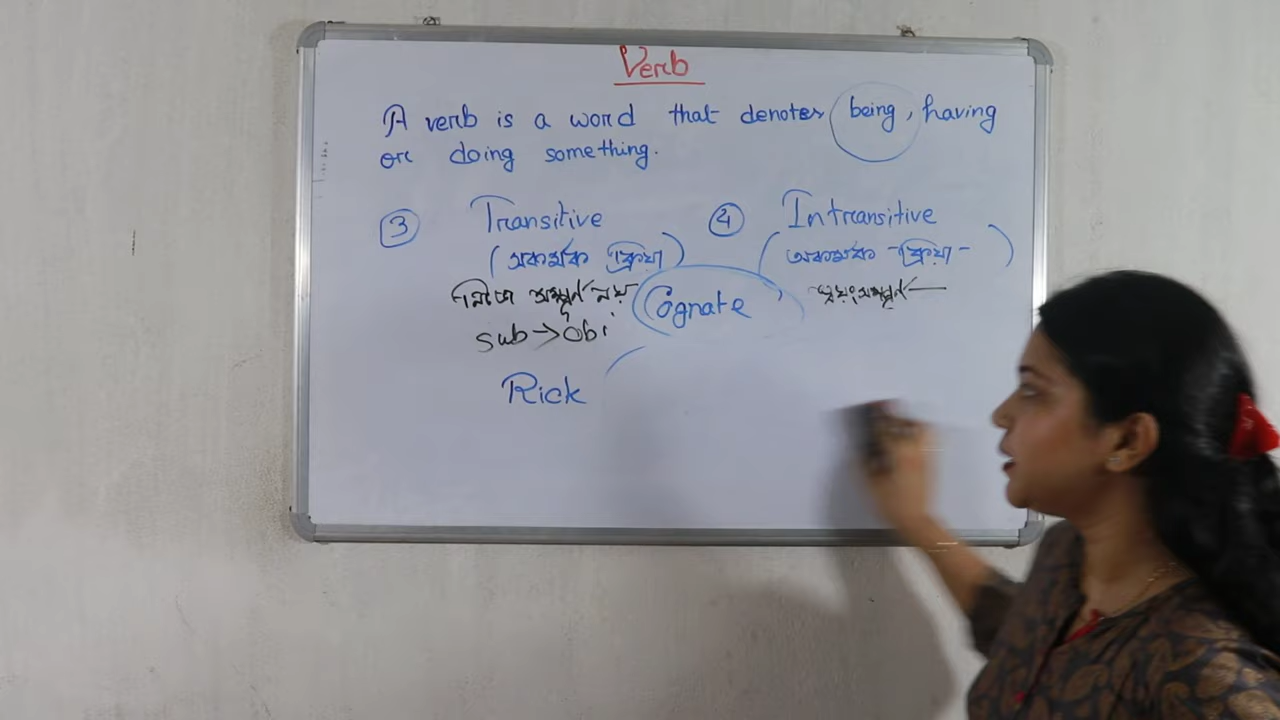 Verb
A verb is a word that denotes being, having
or doing something.
③ Transitive ④ Intransitive
(সকর্মক ক্রিয়া) (অকর্মক ক্রিয়া)
নিজে সম্পূর্ণ নয় Cognate স্বয়ংসম্পূর্ণ
Sub → Obj
Rick